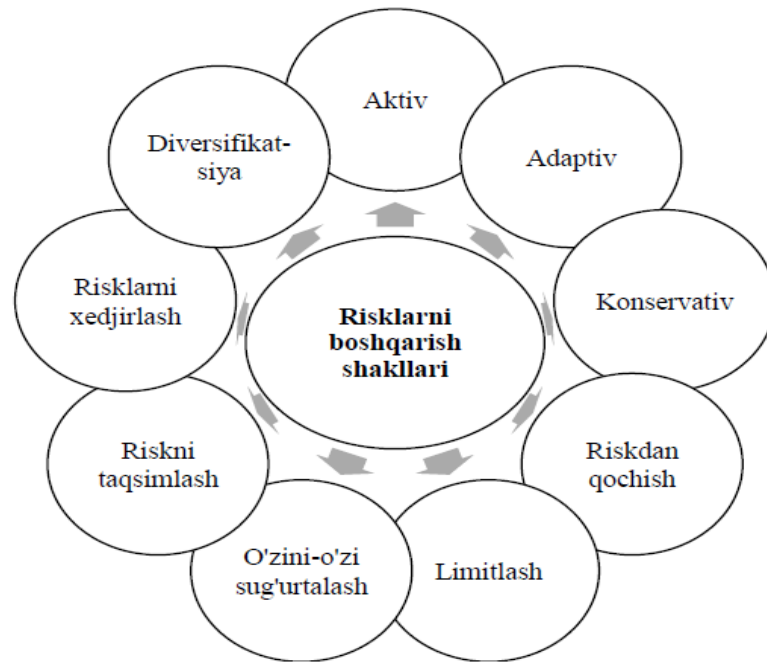 Aktiv
Adaptiv
Konservativ
Riskdan
qochish
Limitlash
O'zini-o'zi
sug'urtalash
Riskni
taqsimlash
Risklarni
xedjirlash
Diversifikat-
siya
Risklarni
boshqarish
shakllari